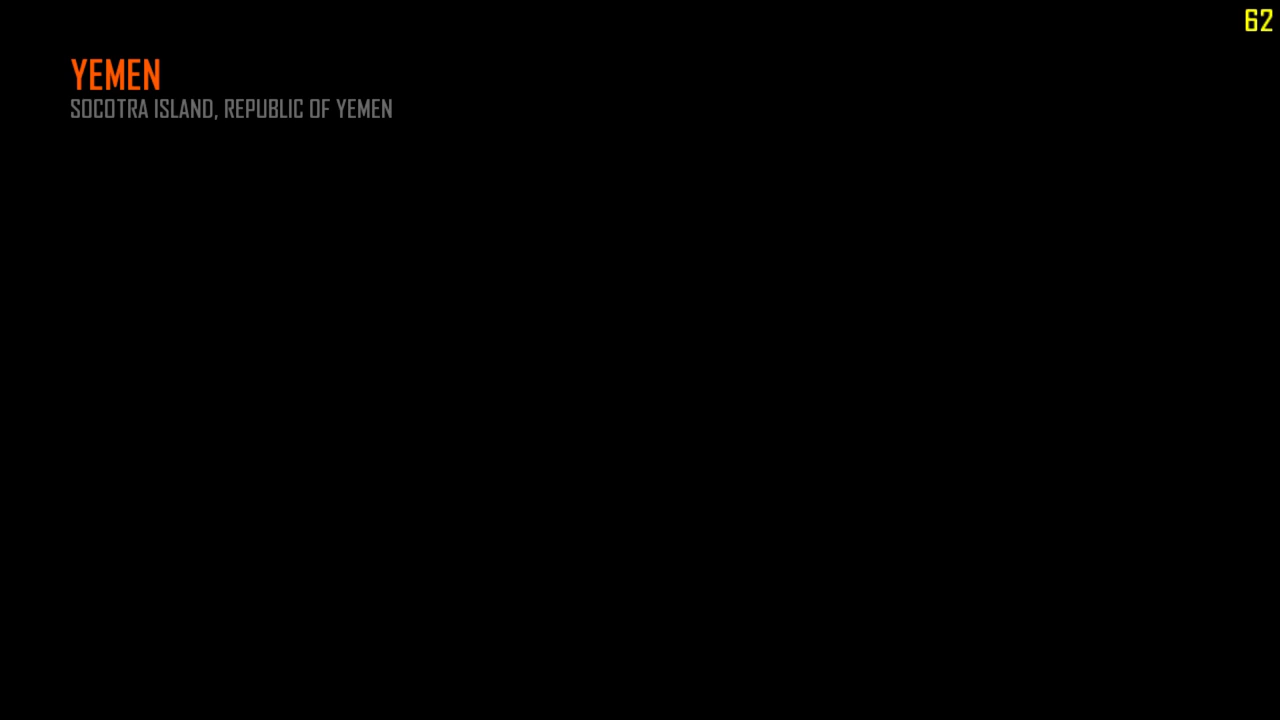 62
YEMEN
SOCOTRA ISLAND, REPUBLIC OF YEMEN